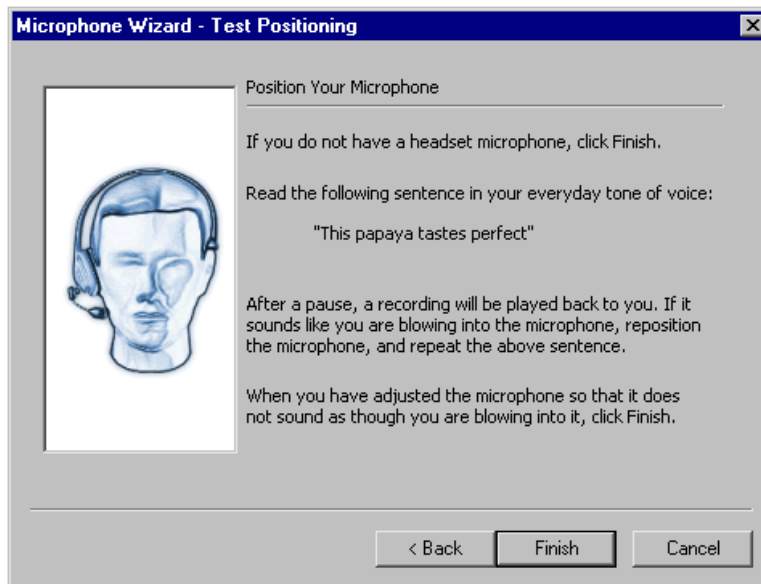 Microphone Wizard - Test Positioning
Position Your Microphone
If you do not have a headset microphone, click Finish.
Read the following sentence in your everyday tone of voice:
"This papaya tastes perfect"
After a pause, a recording will be played back to you. If it
sounds like you are blowing into the microphone, reposition
the microphone, and repeat the above sentence.
When you have adjusted the microphone so that it does
not sound as though you are blowing into it, click Finish.
< Back
Finish
Cancel